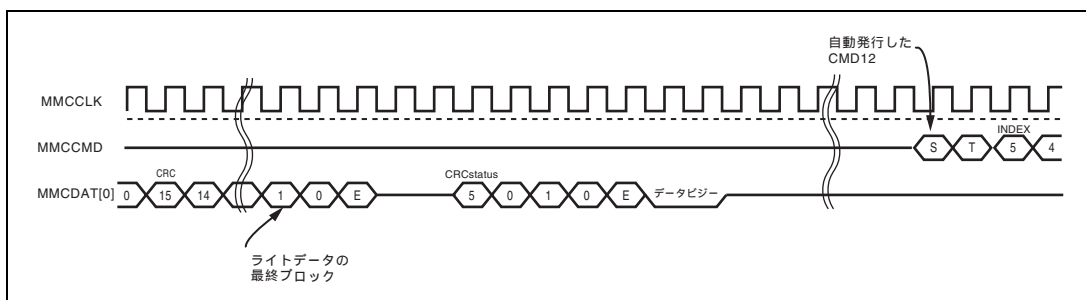 自動発行した
CMD12
MMCCLK
INDEX
MMCCMD S T 5 4
CRC CRCstatus
MMCDAT[0] 0 15 14 1 0 E 5 0 1 0 E データビジー
ライトデータの
最終ブロック